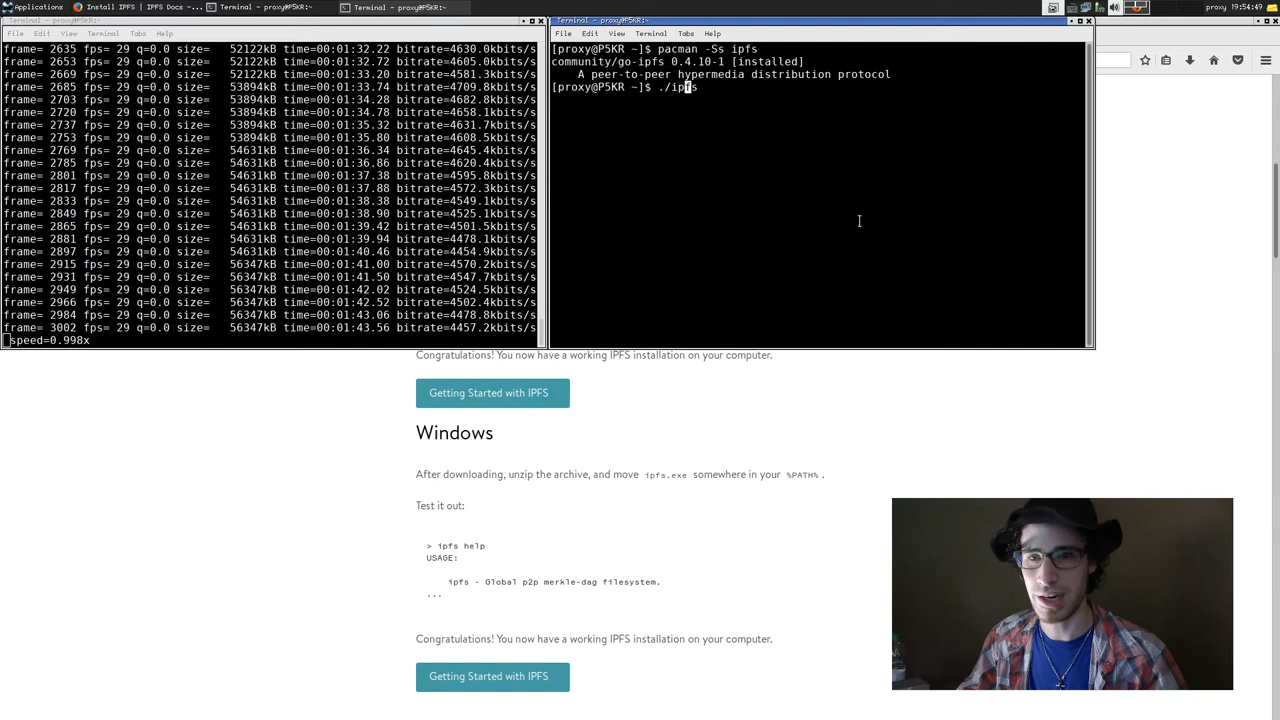 Applications
Install IPFS | IPFS Docs -...
Terminal - proxy@P5KR:~
Terminal - proxy@P5KR:~
proxy
19:54:49
Terminal - proxy@P5KR:~
File Edit View Terminal Tabs Help
frame= 2635 fps= 29 q=0.0 size= 52122kB time=00:01:32.22 bitrate=4630.0kbits/s
frame= 2653 fps= 29 q=0.0 size= 52122kB time=00:01:32.72 bitrate=4605.0kbits/s
frame= 2669 fps= 29 q=0.0 size= 52122kB time=00:01:33.20 bitrate=4581.3kbits/s
frame= 2685 fps= 29 q=0.0 size= 53894kB time=00:01:33.74 bitrate=4709.8kbits/s
frame= 2703 fps= 29 q=0.0 size= 53894kB time=00:01:34.28 bitrate=4682.8kbits/s
frame= 2720 fps= 29 q=0.0 size= 53894kB time=00:01:34.78 bitrate=4658.1kbits/s
frame= 2737 fps= 29 q=0.0 size= 53894kB time=00:01:35.32 bitrate=4631.7kbits/s
frame= 2753 fps= 29 q=0.0 size= 53894kB time=00:01:35.80 bitrate=4608.5kbits/s
frame= 2769 fps= 29 q=0.0 size= 54631kB time=00:01:36.34 bitrate=4645.4kbits/s
frame= 2785 fps= 29 q=0.0 size= 54631kB time=00:01:36.86 bitrate=4620.4kbits/s
frame= 2801 fps= 29 q=0.0 size= 54631kB time=00:01:37.38 bitrate=4595.8kbits/s
frame= 2817 fps= 29 q=0.0 size= 54631kB time=00:01:37.88 bitrate=4572.3kbits/s
frame= 2833 fps= 29 q=0.0 size= 54631kB time=00:01:38.38 bitrate=4549.1kbits/s
frame= 2849 fps= 29 q=0.0 size= 54631kB time=00:01:38.90 bitrate=4525.1kbits/s
frame= 2865 fps= 29 q=0.0 size= 54631kB time=00:01:39.42 bitrate=4501.5kbits/s
frame= 2881 fps= 29 q=0.0 size= 54631kB time=00:01:39.94 bitrate=4478.1kbits/s
frame= 2897 fps= 29 q=0.0 size= 54631kB time=00:01:40.46 bitrate=4454.9kbits/s
frame= 2915 fps= 29 q=0.0 size= 56347kB time=00:01:41.00 bitrate=4570.2kbits/s
frame= 2931 fps= 29 q=0.0 size= 56347kB time=00:01:41.50 bitrate=4547.7kbits/s
frame= 2949 fps= 29 q=0.0 size= 56347kB time=00:01:42.02 bitrate=4524.5kbits/s
frame= 2966 fps= 29 q=0.0 size= 56347kB time=00:01:42.52 bitrate=4502.4kbits/s
frame= 2984 fps= 29 q=0.0 size= 56347kB time=00:01:43.06 bitrate=4478.8kbits/s
frame= 3002 fps= 29 q=0.0 size= 56347kB time=00:01:43.56 bitrate=4457.2kbits/s
speed=0.998x
Terminal - proxy@P5KR:~
File Edit View Terminal Tabs Help
[proxy@P5KR ~]$ pacman -Ss ipfs
community/go-ipfs 0.4.10-1 [installed]
A peer-to-peer hypermedia distribution protocol
[proxy@P5KR ~]$ ./ipfs
Congratulations! You now have a working IPFS installation on your computer.
Getting Started with IPFS
Windows
After downloading, unzip the archive, and move ipfs.exe somewhere in your %PATH%.
Test it out:
> ipfs help
USAGE:
ipfs - Global p2p merkle-dag filesystem.
...
Congratulations! You now have a working IPFS installation on your computer.
Getting Started with IPFS